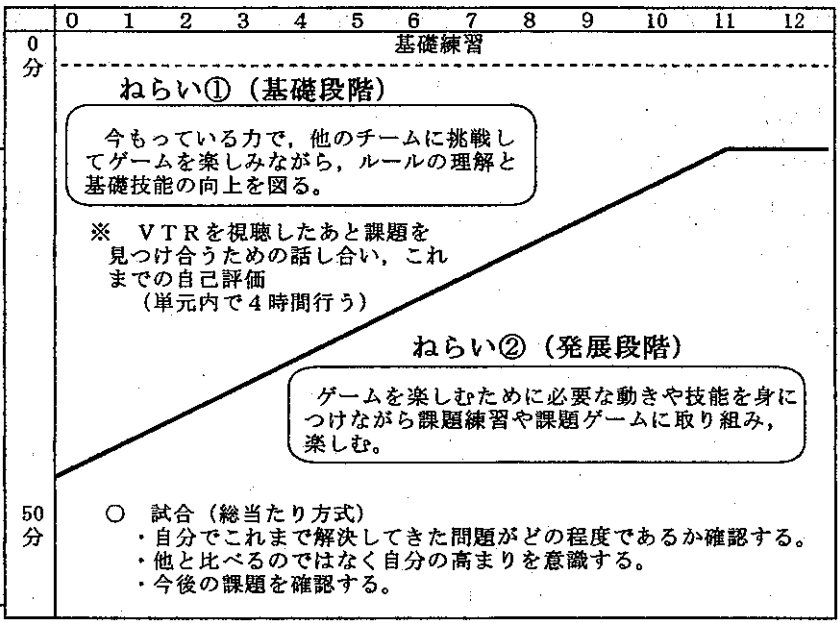 0 1 2 3 4 5 6 7 8 9 10 11 12
0
分
基礎練習
ねらい①（基礎段階）
今もっている力で，他のチームに挑戦し
てゲームを楽しみながら，ルールの理解と
基礎技能の向上を図る。
※　ＶＴＲを視聴したあと課題を
見つけ合うための話し合い，これ
までの自己評価
（単元内で４時間行う）
ねらい②（発展段階）
ゲームを楽しむために必要な動きや技能を身に
つけながら課題練習や課題ゲームに取り組み，
楽しむ。
50
分
○　試合（総当たり方式）
・自分でこれまで解決してきた問題がどの程度であるか確認する。
・他と比べるのではなく自分の高まりを意識する。
・今後の課題を確認する。